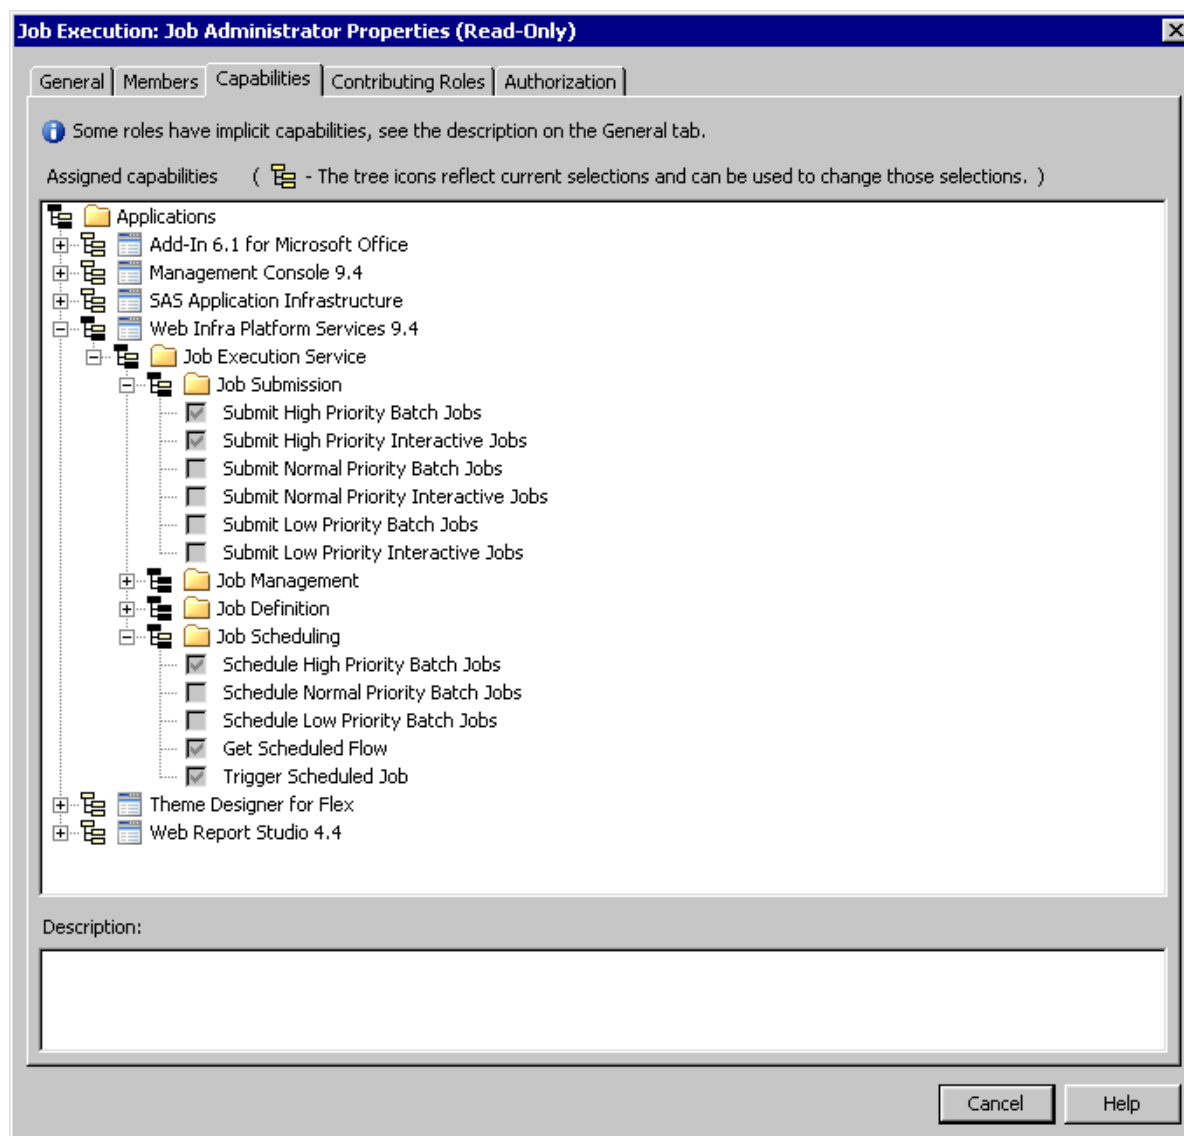 Job Execution: Job Administrator Properties (Read-Only)
General Members Capabilities Contributing Roles Authorization
Some roles have implicit capabilities, see the description on the General tab.
Assigned capabilities ( - The tree icons reflect current selections and can be used to change those selections. )
Applications
Add-In 6.1 for Microsoft Office
Management Console 9.4
SAS Application Infrastructure
Web Infra Platform Services 9.4
Job Execution Service
Job Submission
Submit High Priority Batch Jobs
Submit High Priority Interactive Jobs
Submit Normal Priority Batch Jobs
Submit Normal Priority Interactive Jobs
Submit Low Priority Batch Jobs
Submit Low Priority Interactive Jobs
Job Management
Job Definition
Job Scheduling
Schedule High Priority Batch Jobs
Schedule Normal Priority Batch Jobs
Schedule Low Priority Batch Jobs
Get Scheduled Flow
Trigger Scheduled Job
Theme Designer for Flex
Web Report Studio 4.4
Description:
Cancel Help